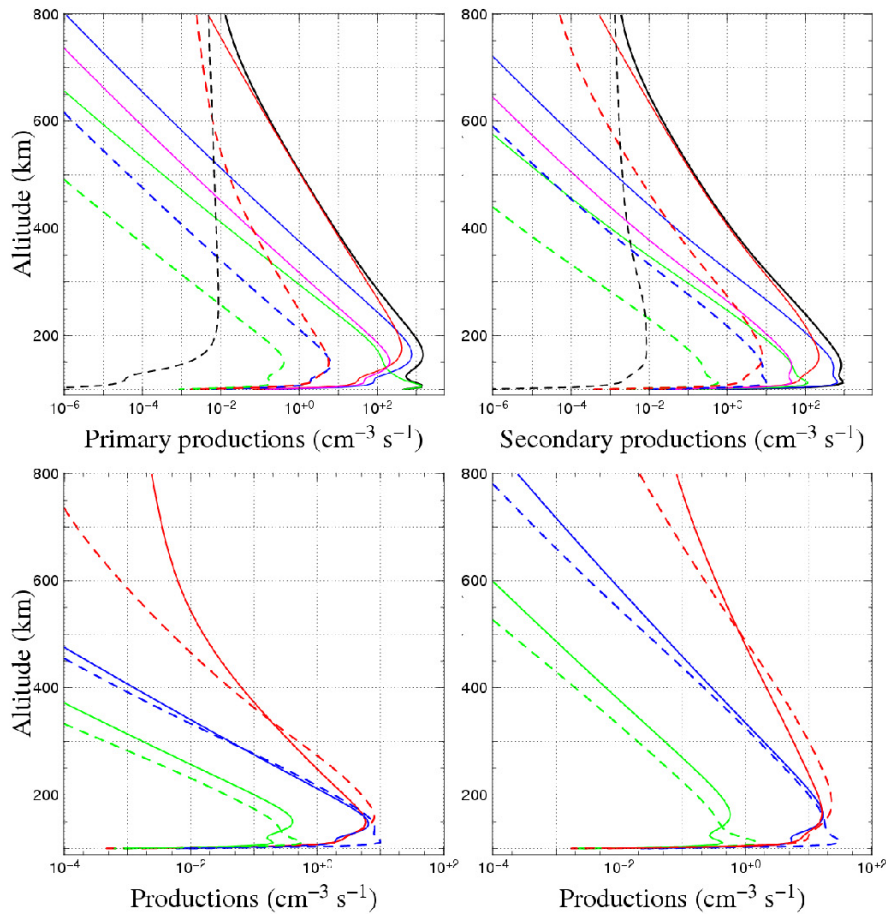 800
600
400
200
Altitude (km)
10⁻⁶ 10⁻⁴ 10⁻² 10⁺⁰ 10⁺²
Primary productions (cm⁻³ s⁻¹)
800
600
400
200
10⁻⁶ 10⁻⁴ 10⁻² 10⁺⁰ 10⁺²
Secondary productions (cm⁻³ s⁻¹)
800
600
400
200
Altitude (km)
10⁻⁴ 10⁻² 10⁺⁰ 10⁺²
Productions (cm⁻³ s⁻¹)
800
600
400
200
Altitude (km)
10⁻⁴ 10⁻² 10⁺⁰ 10⁺²
Productions (cm⁻³ s⁻¹)